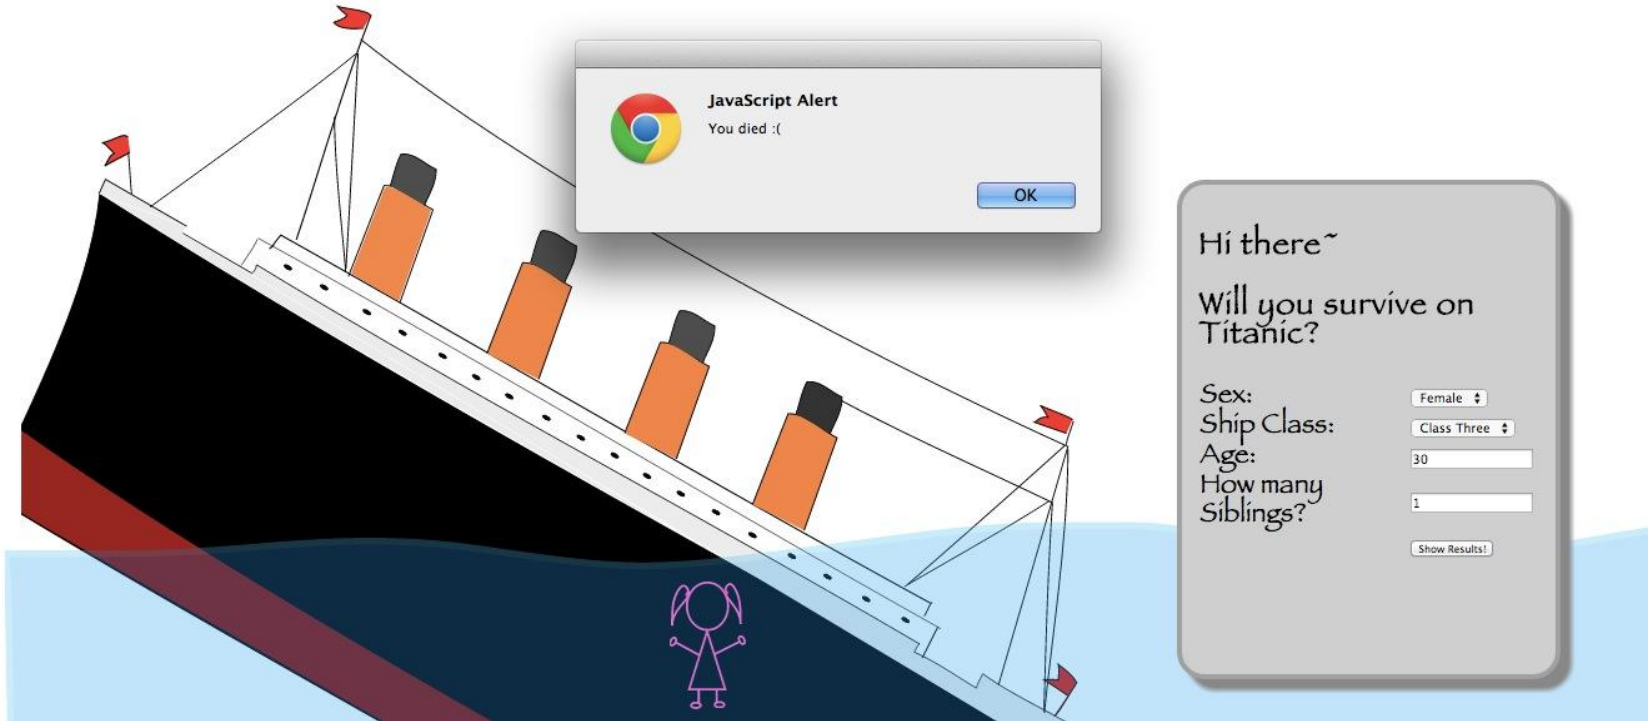 JavaScript Alert
You died :(
OK
Hi there~
Will you survive on
Titanic?
Sex: Female
Ship Class: Class Three
Age: 30
How many
Siblings? 1
Show Results!